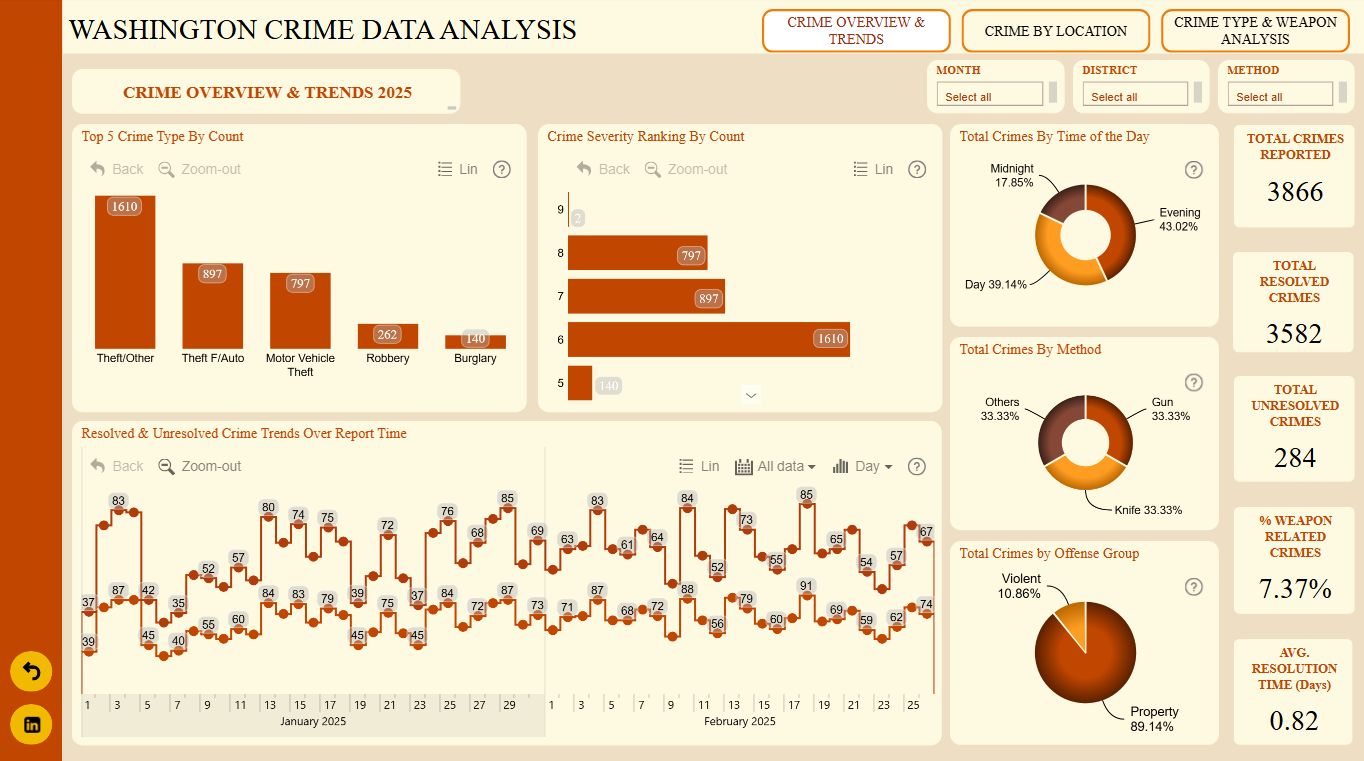 WASHINGTON CRIME DATA ANALYSIS
CRIME OVERVIEW &
TRENDS
CRIME BY LOCATION
CRIME TYPE & WEAPON
ANALYSIS
CRIME OVERVIEW & TRENDS 2025
MONTH
Select all
DISTRICT
Select all
METHOD
Select all
Top 5 Crime Type By Count
Back
Zoom-out
Lin
?
1610
897
797
262
140
Theft/Other
Theft F/Auto
Motor Vehicle
Theft
Robbery
Burglary
Crime Severity Ranking By Count
Back
Zoom-out
Lin
?
9
2
8
797
7
897
6
1610
5
140
Total Crimes By Time of the Day
?
Midnight
17.85%
Evening
43.02%
Day 39.14%
Total Crimes By Method
?
Others
33.33%
Gun
33.33%
Knife 33.33%
Total Crimes by Offense Group
?
Violent
10.86%
Property
89.14%
TOTAL CRIMES
REPORTED
3866
TOTAL
RESOLVED
CRIMES
3582
TOTAL
UNRESOLVED
CRIMES
284
% WEAPON
RELATED
CRIMES
7.37%
AVG.
RESOLUTION
TIME (Days)
0.82
Resolved & Unresolved Crime Trends Over Report Time
Back
Zoom-out
Lin
All data
Day
?
37 83 35 52 57 80 74 75 39 72 37 76 68 85 69 63 83 61 64 84 52 73 55 85 65 54 57 67
39 87 42 45 40 55 60 84 83 79 45 75 45 84 72 87 73 71 87 68 72 88 56 79 60 91 69 59 62 74
1 3 5 7 9 11 13 15 17 19 21 23 25 27 29 1 3 5 7 9 11 13 15 17 19 21 23 25
January 2025
February 2025
in